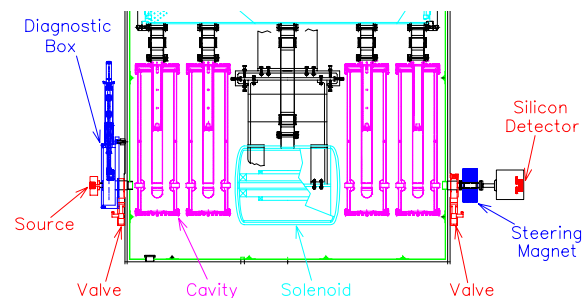 Diagnostic
Box
Silicon
Detector
Source
Steering
Magnet
Valve
Cavity
Solenoid
Valve